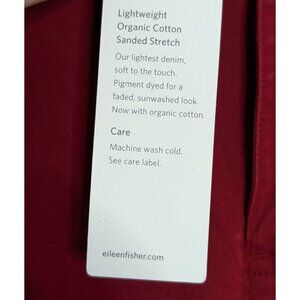 Lightweight
Organic Cotton
Sanded Stretch
Our lightest denim,
soft to the touch.
Pigment dyed for a
faded, sunwashed look.
Now with organic cotton.
Care
Machine wash cold.
See care label.
eileenfisher.com